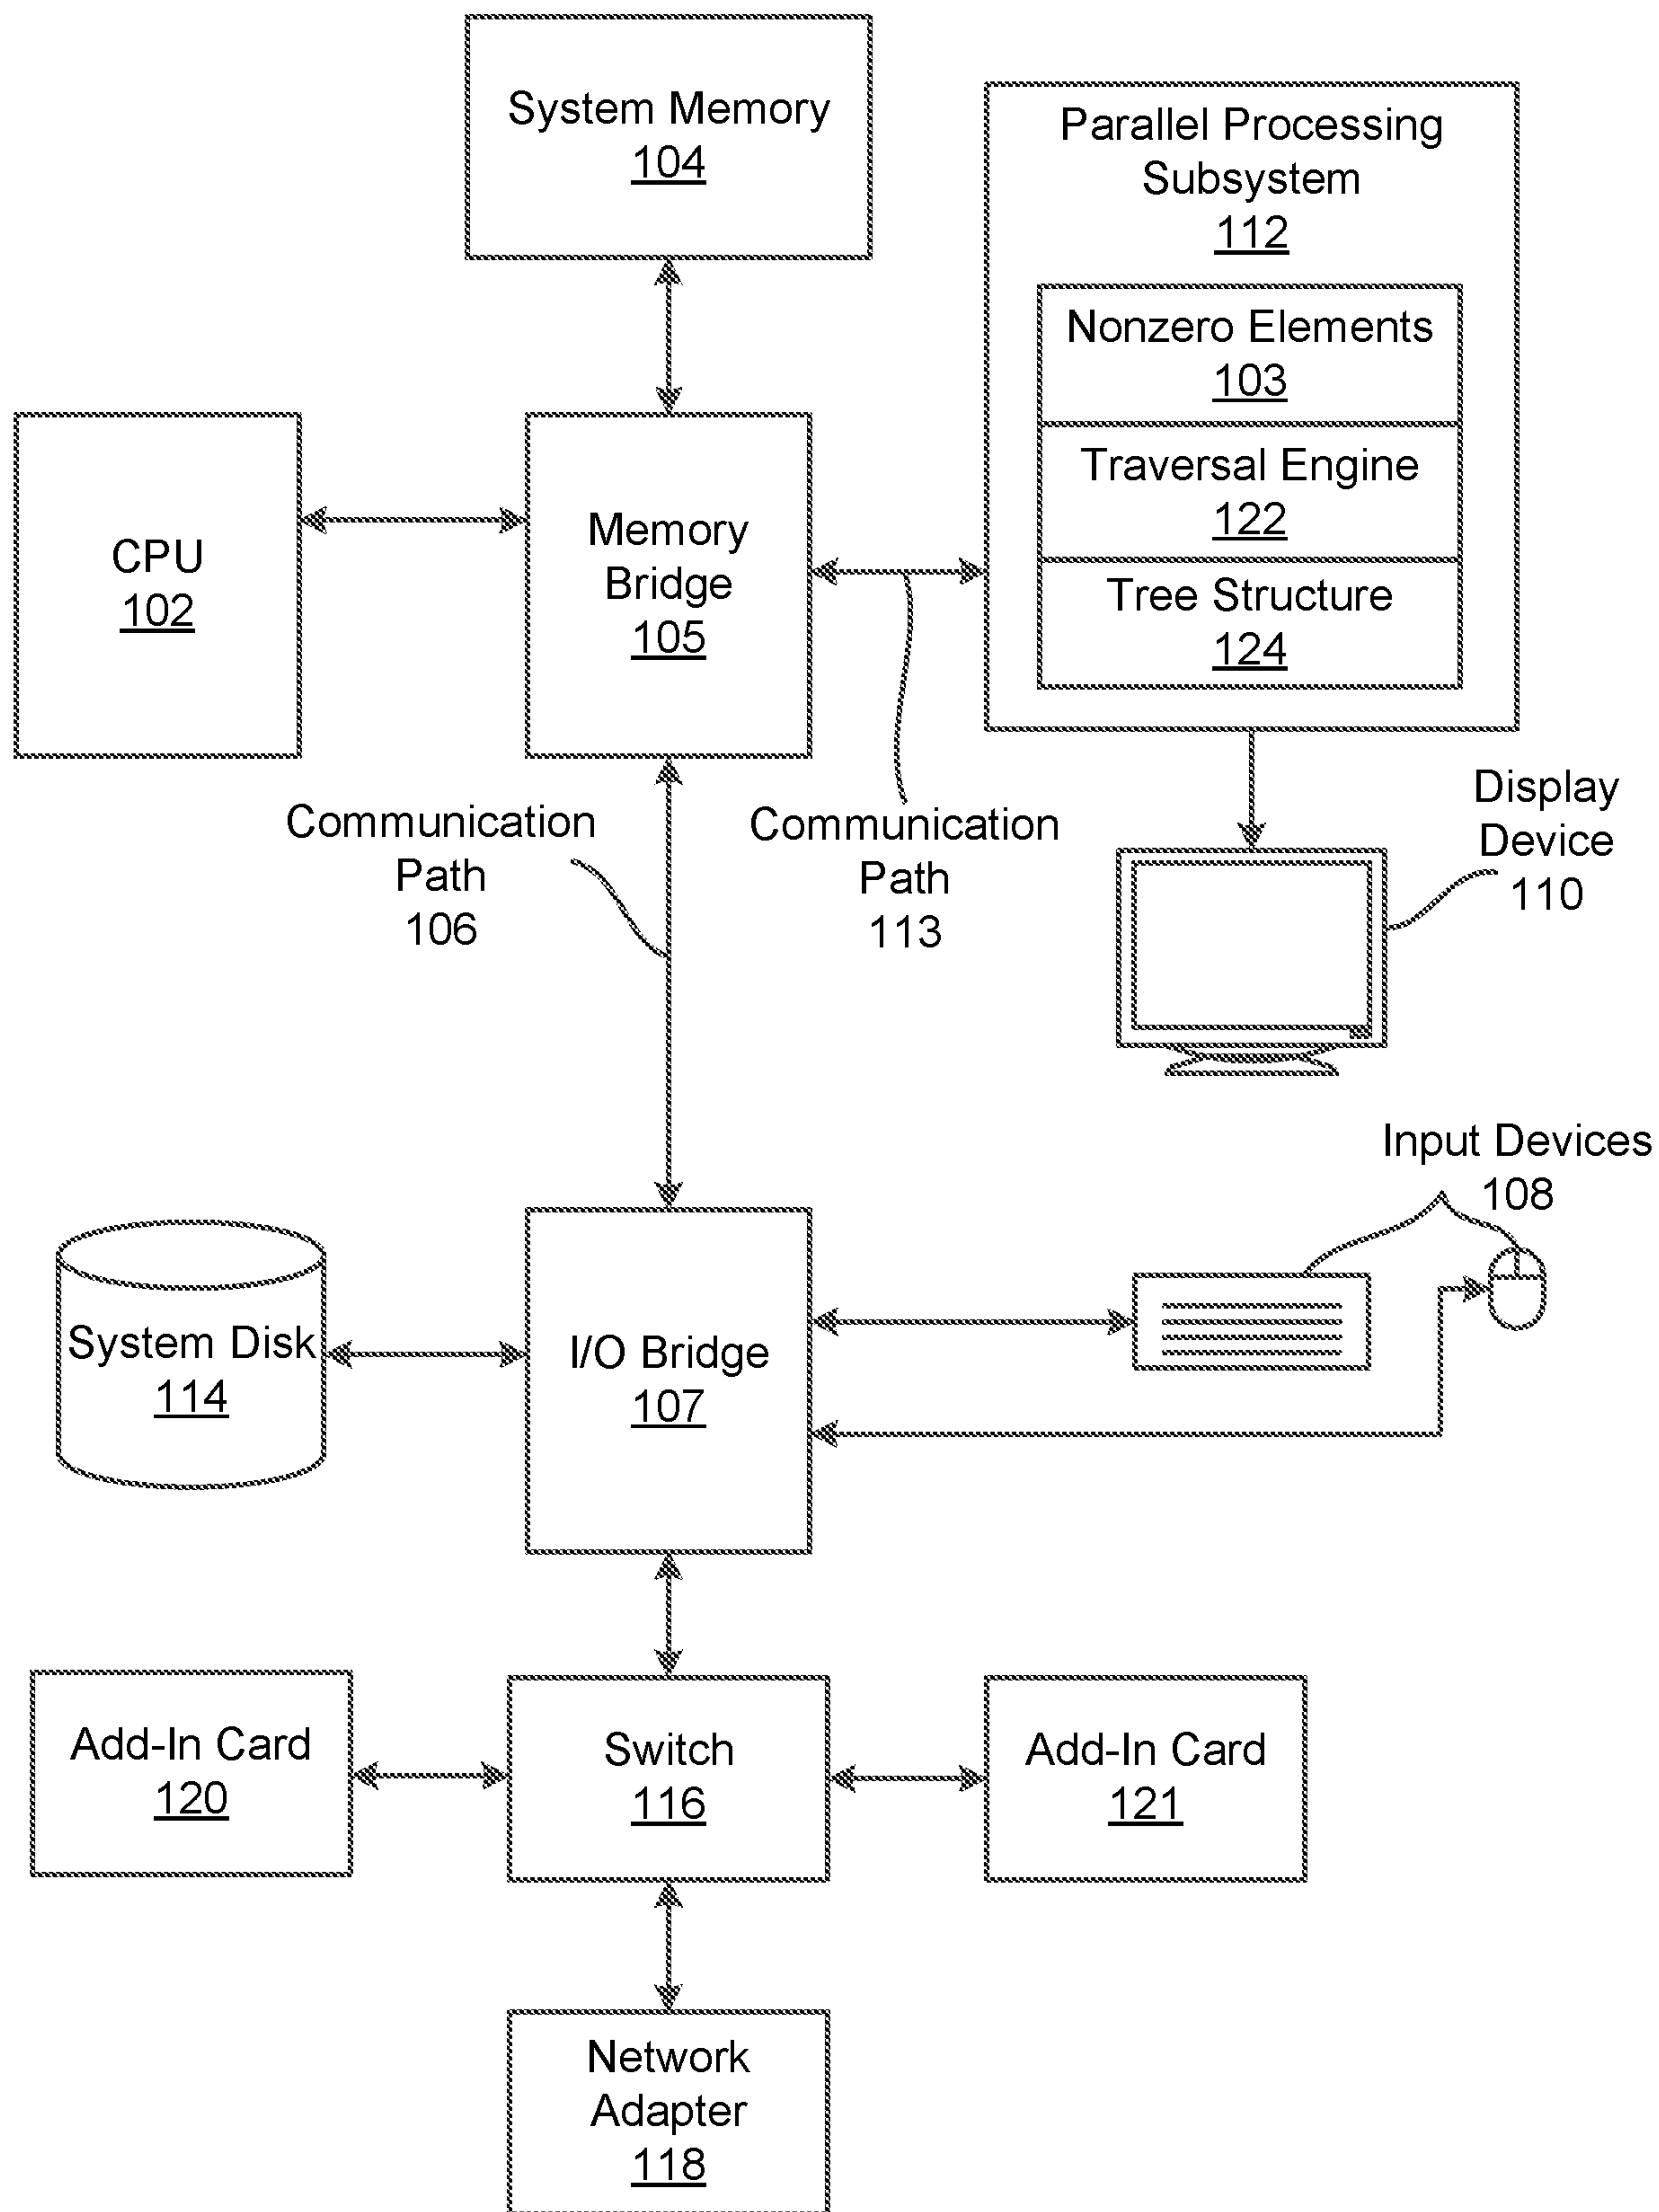 System Memory
104
Parallel Processing
Subsystem
112
Nonzero Elements
103
Traversal Engine
122
Tree Structure
124
CPU
102
Memory
Bridge
105
Communication
Path
106
Communication
Path
113
Display
Device
110
Input Devices
108
System Disk
114
I/O Bridge
107
Add-In Card
120
Switch
116
Add-In Card
121
Network
Adapter
118